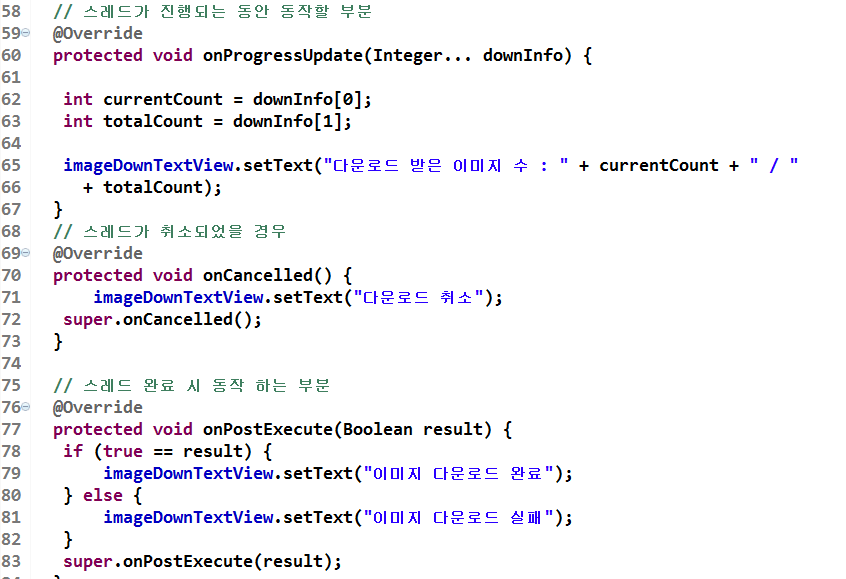 58 // 스레드가 진행되는 동안 동작할 부분
59 @Override
60 protected void onProgressUpdate(Integer... downInfo) {
61
62 int currentCount = downInfo[0];
63 int totalCount = downInfo[1];
64
65 imageDownTextView.setText("다운로드 받은 이미지 수 : " + currentCount + " / "
66 + totalCount);
67 }
68 // 스레드가 취소되었을 경우
69 @Override
70 protected void onCancelled() {
71 imageDownTextView.setText("다운로드 취소");
72 super.onCancelled();
73 }
74
75 // 스레드 완료 시 동작 하는 부분
76 @Override
77 protected void onPostExecute(Boolean result) {
78 if (true == result) {
79 imageDownTextView.setText("이미지 다운로드 완료");
80 } else {
81 imageDownTextView.setText("이미지 다운로드 실패");
82 }
83 super.onPostExecute(result);